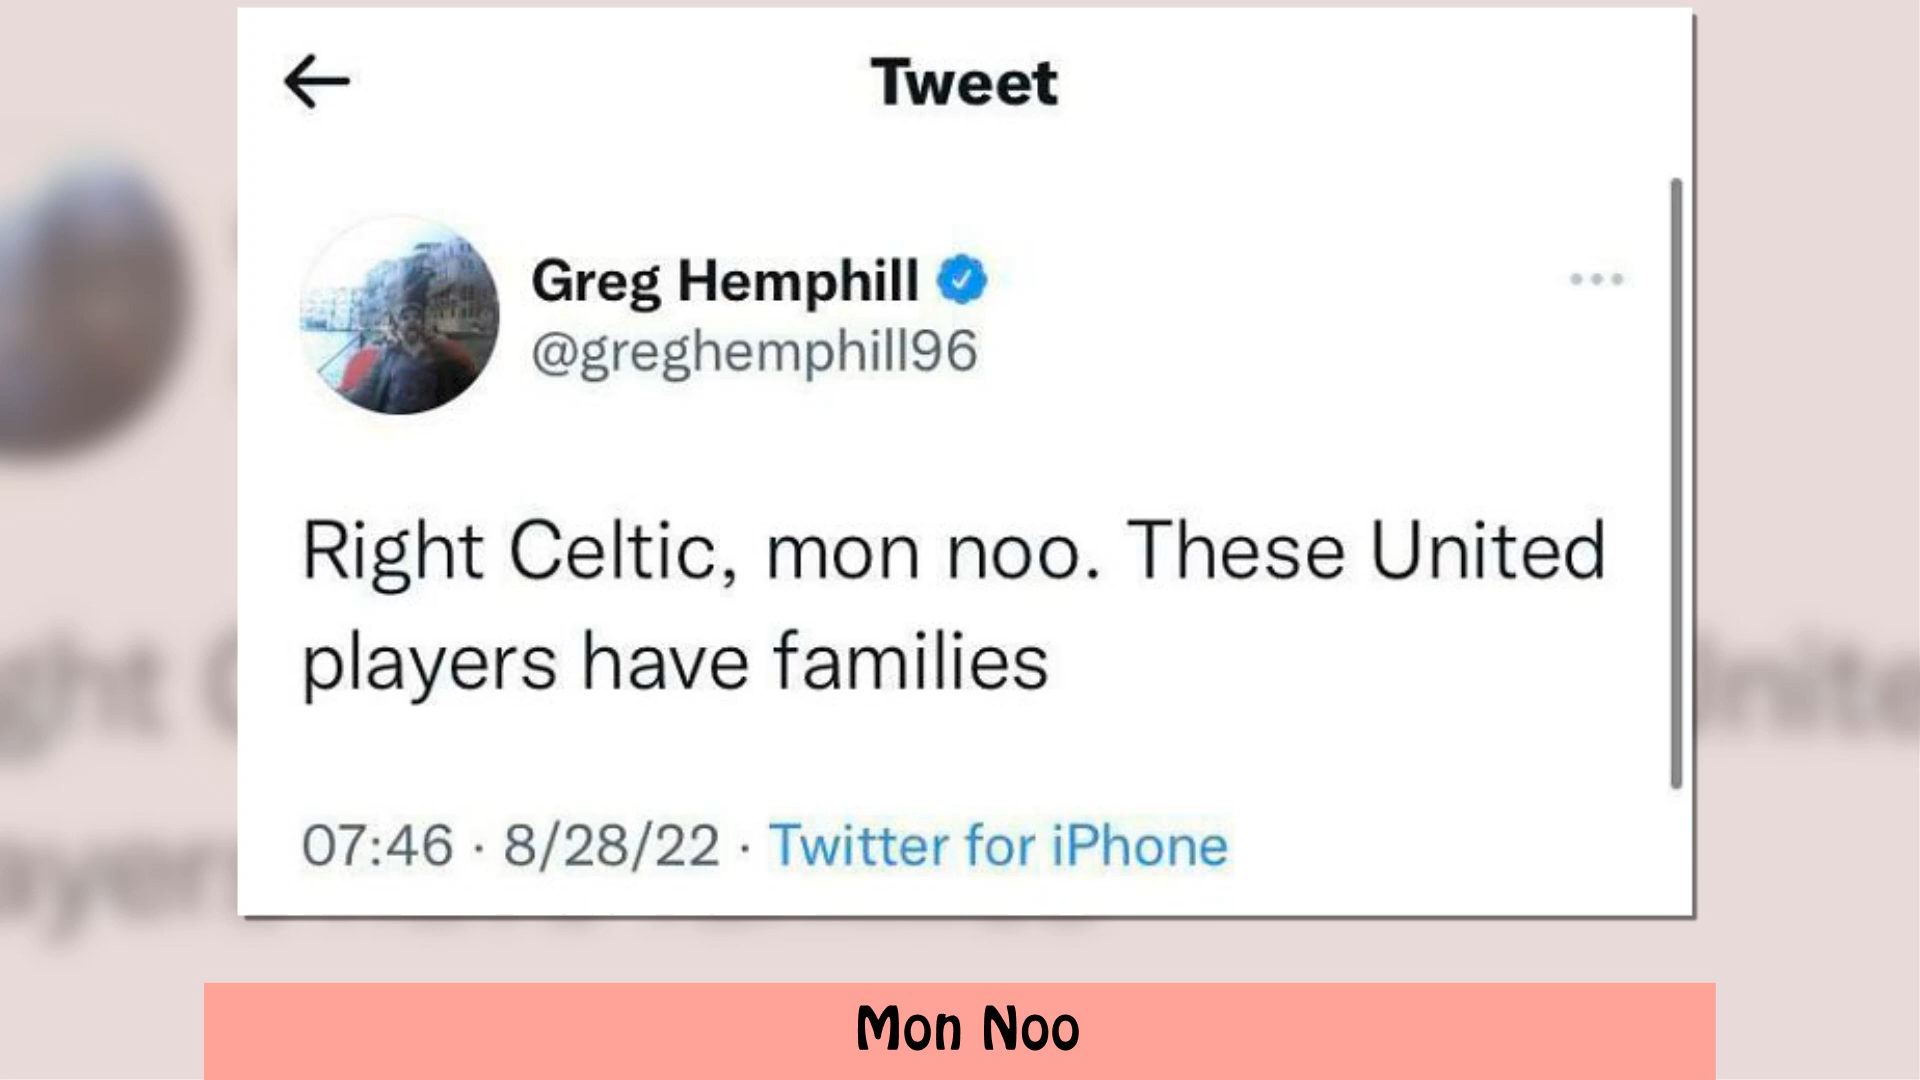 Tweet
Greg Hemphill
@greghemphill96
Right Celtic, mon noo. These United
players have families
07:46 · 8/28/22 · Twitter for iPhone
Mon Noo